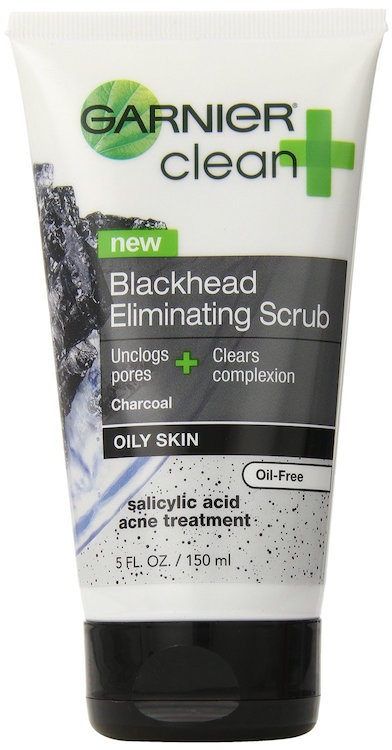 GARNIER®
clean+
new
Blackhead
Eliminating Scrub
Unclogs pores + Clears complexion
Charcoal
OILY SKIN
Oil-Free
salicylic acid
acne treatment
5 FL. OZ. / 150 ml